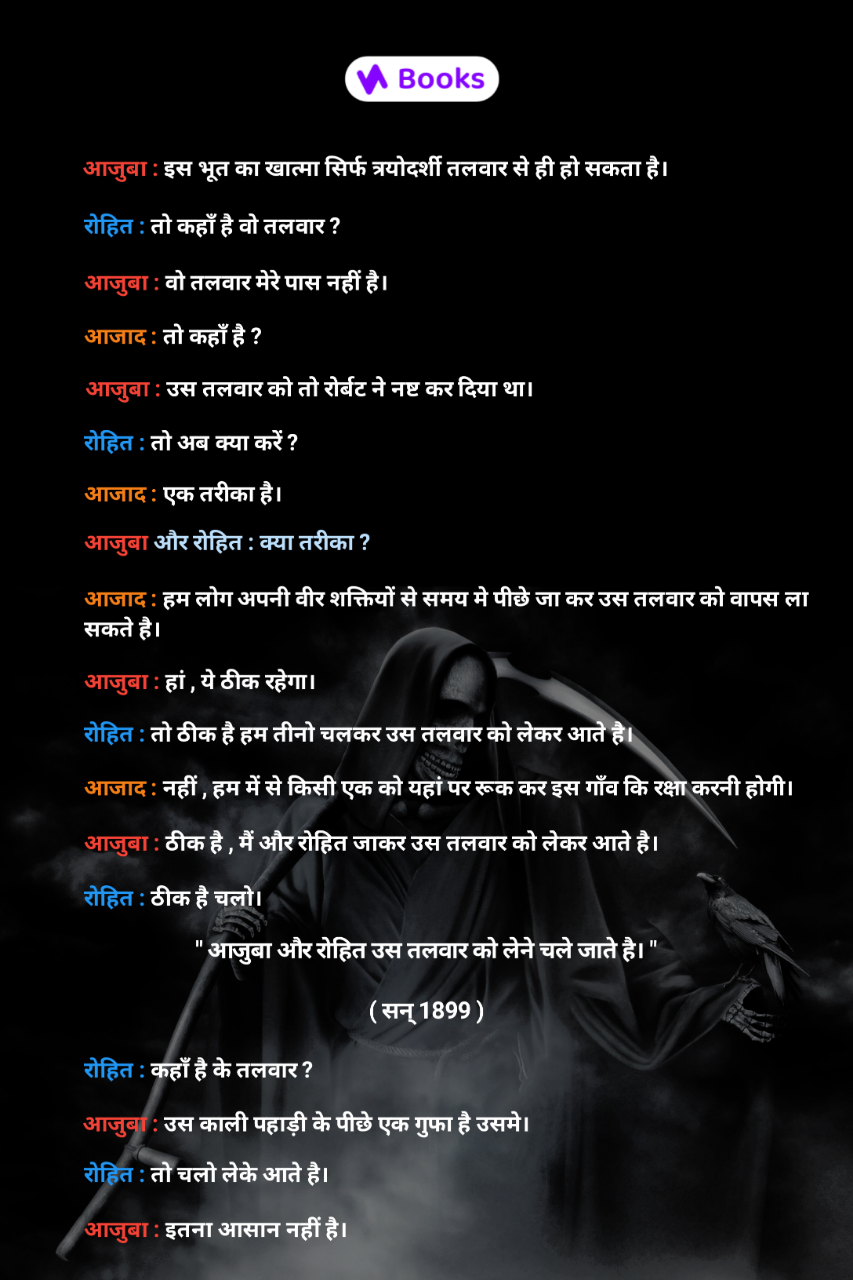 Books
आजुबा : इस भूत का खात्मा सिर्फ त्रयोदर्शी तलवार से ही हो सकता है।
रोहित : तो कहाँ है वो तलवार ?
आजुबा : वो तलवार मेरे पास नहीं है।
आजाद : तो कहाँ है ?
आजुबा : उस तलवार को तो रोर्बट ने नष्ट कर दिया था।
रोहित : तो अब क्या करें ?
आजाद : एक तरीका है।
आजुबा और रोहित : क्या तरीका ?
आजाद : हम लोग अपनी वीर शक्तियों से समय मे पीछे जा कर उस तलवार को वापस ला
सकते है।
आजुबा : हां , ये ठीक रहेगा।
रोहित : तो ठीक है हम तीनो चलकर उस तलवार को लेकर आते है।
आजाद : नहीं , हम में से किसी एक को यहां पर रूक कर इस गाँव कि रक्षा करनी होगी।
आजुबा : ठीक है , मैं और रोहित जाकर उस तलवार को लेकर आते है।
रोहित : ठीक है चलो।
" आजुबा और रोहित उस तलवार को लेने चले जाते है। "
( सन् 1899 )
रोहित : कहाँ है के तलवार ?
आजुबा : उस काली पहाड़ी के पीछे एक गुफा है उसमे।
रोहित : तो चलो लेके आते है।
आजुबा : इतना आसान नहीं है।